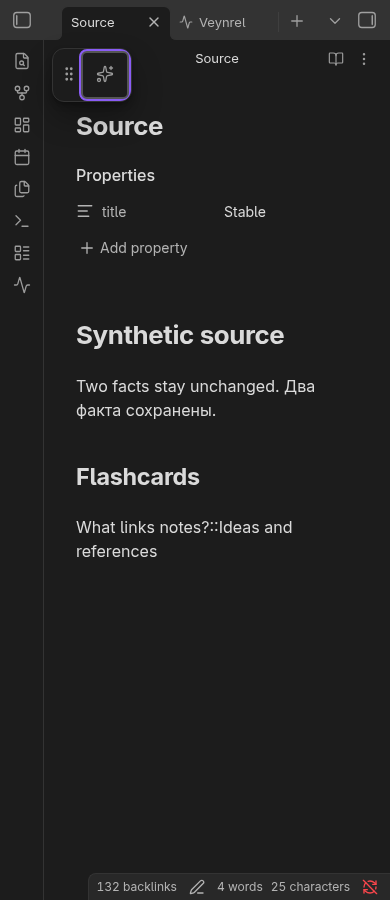 Source
Veynrel
Source
Source
Properties
title
Stable
Add property
Synthetic source
Two facts stay unchanged. Два
факта сохранены.
Flashcards
What links notes?::Ideas and
references
132 backlinks
4 words
25 characters